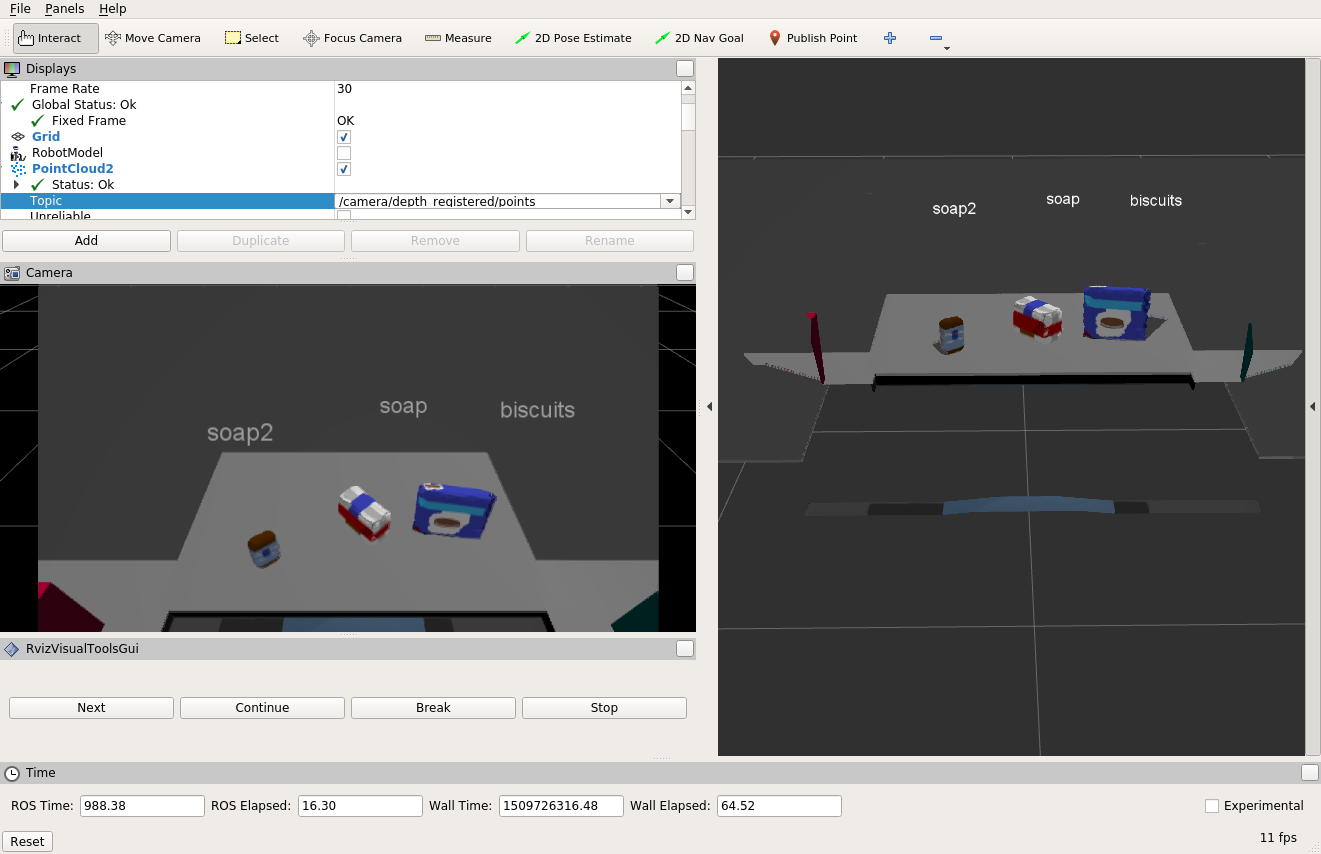 File Panels Help
Interact Move Camera Select Focus Camera Measure 2D Pose Estimate 2D Nav Goal Publish Point
Displays
Frame Rate 30
Global Status: Ok
Fixed Frame OK
Grid
RobotModel
PointCloud2
Status: Ok
Topic /camera/depth_registered/points
Unreliable
Add Duplicate Remove Rename
Camera
soap biscuits
soap2
soap2 soap biscuits
RvizVisualToolsGui
Next Continue Break Stop
Time
ROS Time: 988.38 ROS Elapsed: 16.30 Wall Time: 1509726316.48 Wall Elapsed: 64.52 Experimental
Reset 11 fps